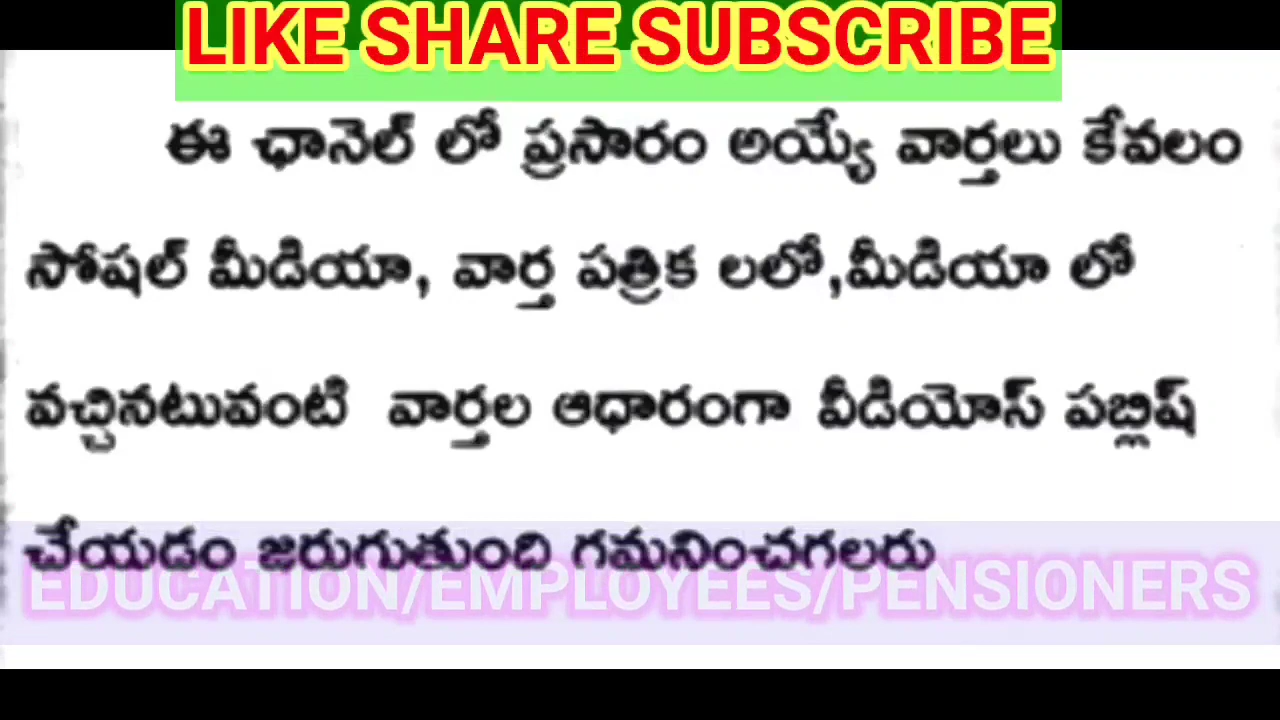 LIKE SHARE SUBSCRIBE
ఈ ఛానెల్ లో ప్రసారం అయ్యే వార్తలు కేవలం
సోషల్ మీడియా, వార్త పత్రిక లలో,మీడియా లో
వచ్చినటువంటి వార్తల ఆధారంగా వీడియోస్ పబ్లిష్
చేయడం జరుగుతుంది గమనించగలరు
EDUCATION/EMPLOYEES/PENSIONERS